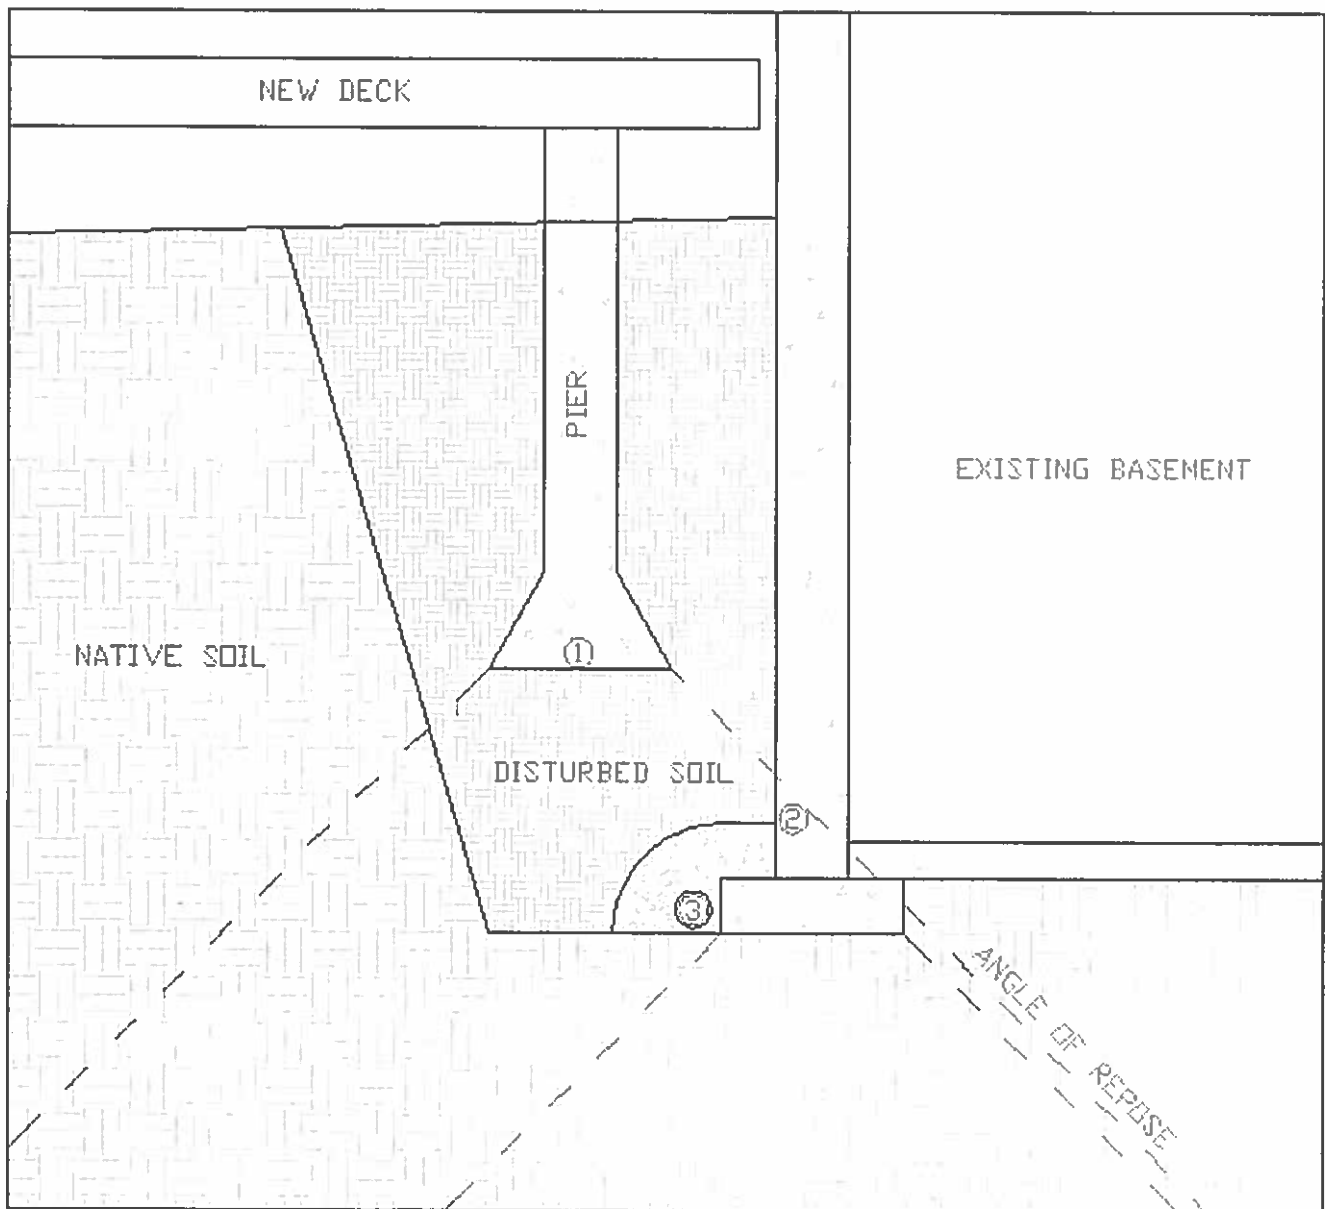 NEW DECK
PIER
EXISTING BASEMENT
NATIVE SOIL
①
DISTURBED SOIL
②
③
ANGLE OF REPOSE